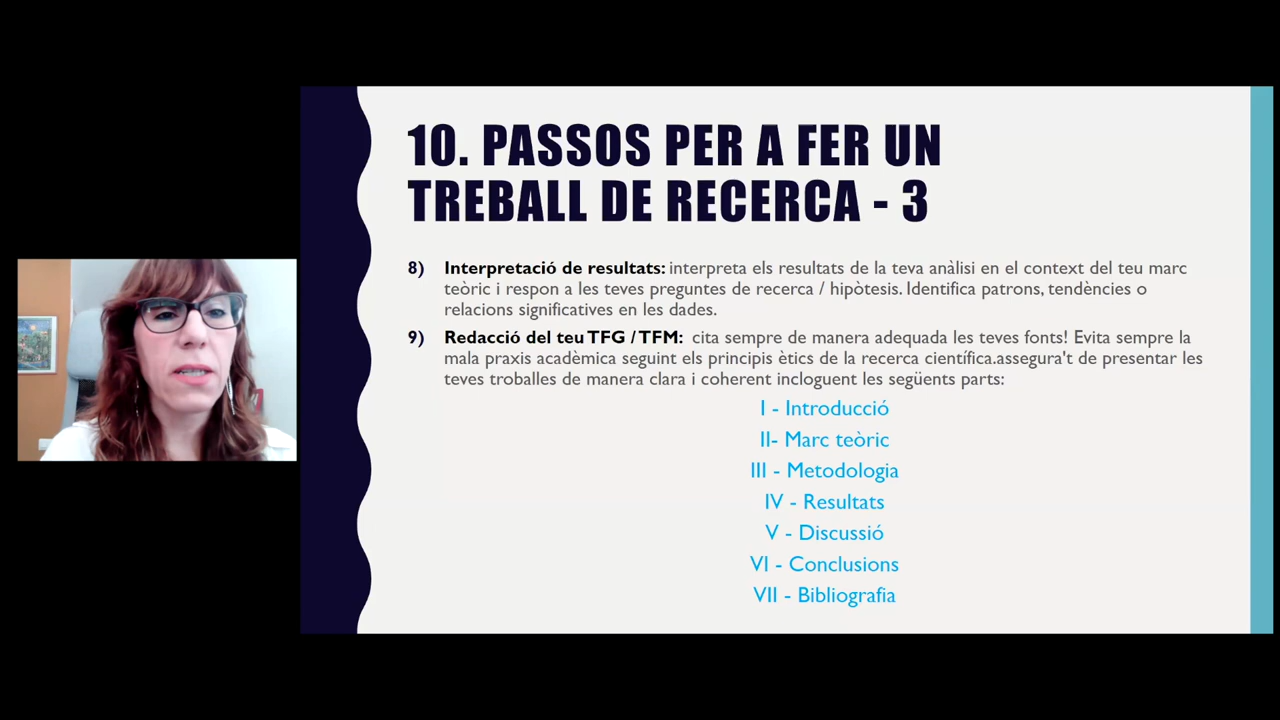 10. PASSOS PER A FER UN
TREBALL DE RECERCA - 3
8) Interpretació de resultats: interpreta els resultats de la teva anàlisi en el context del teu marc
teòric i respon a les teves preguntes de recerca / hipòtesis. Identifica patrons, tendències o
relacions significatives en les dades.
9) Redacció del teu TFG / TFM: cita sempre de manera adequada les teves fonts! Evita sempre la
mala praxis acadèmica seguint els principis ètics de la recerca científica.assegura't de presentar les
teves troballes de manera clara i coherent incloguent les següents parts:
I - Introducció
II- Marc teòric
III - Metodologia
IV - Resultats
V - Discussió
VI - Conclusions
VII - Bibliografia